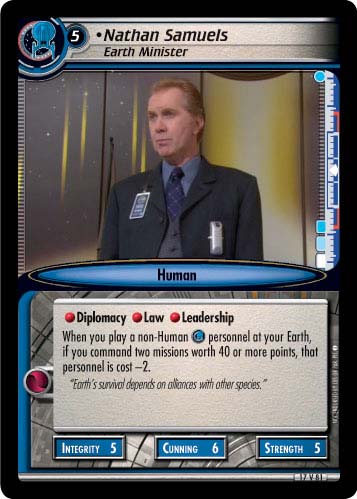 5
•Nathan Samuels
Earth Minister
Human
Diplomacy Law Leadership
When you play a non-Human personnel at your Earth,
if you command two missions worth 40 or more points, that
personnel is cost –2.
"Earth's survival depends on alliances with other species."
INTEGRITY 5
CUNNING 6
STRENGTH 5
17 V 61